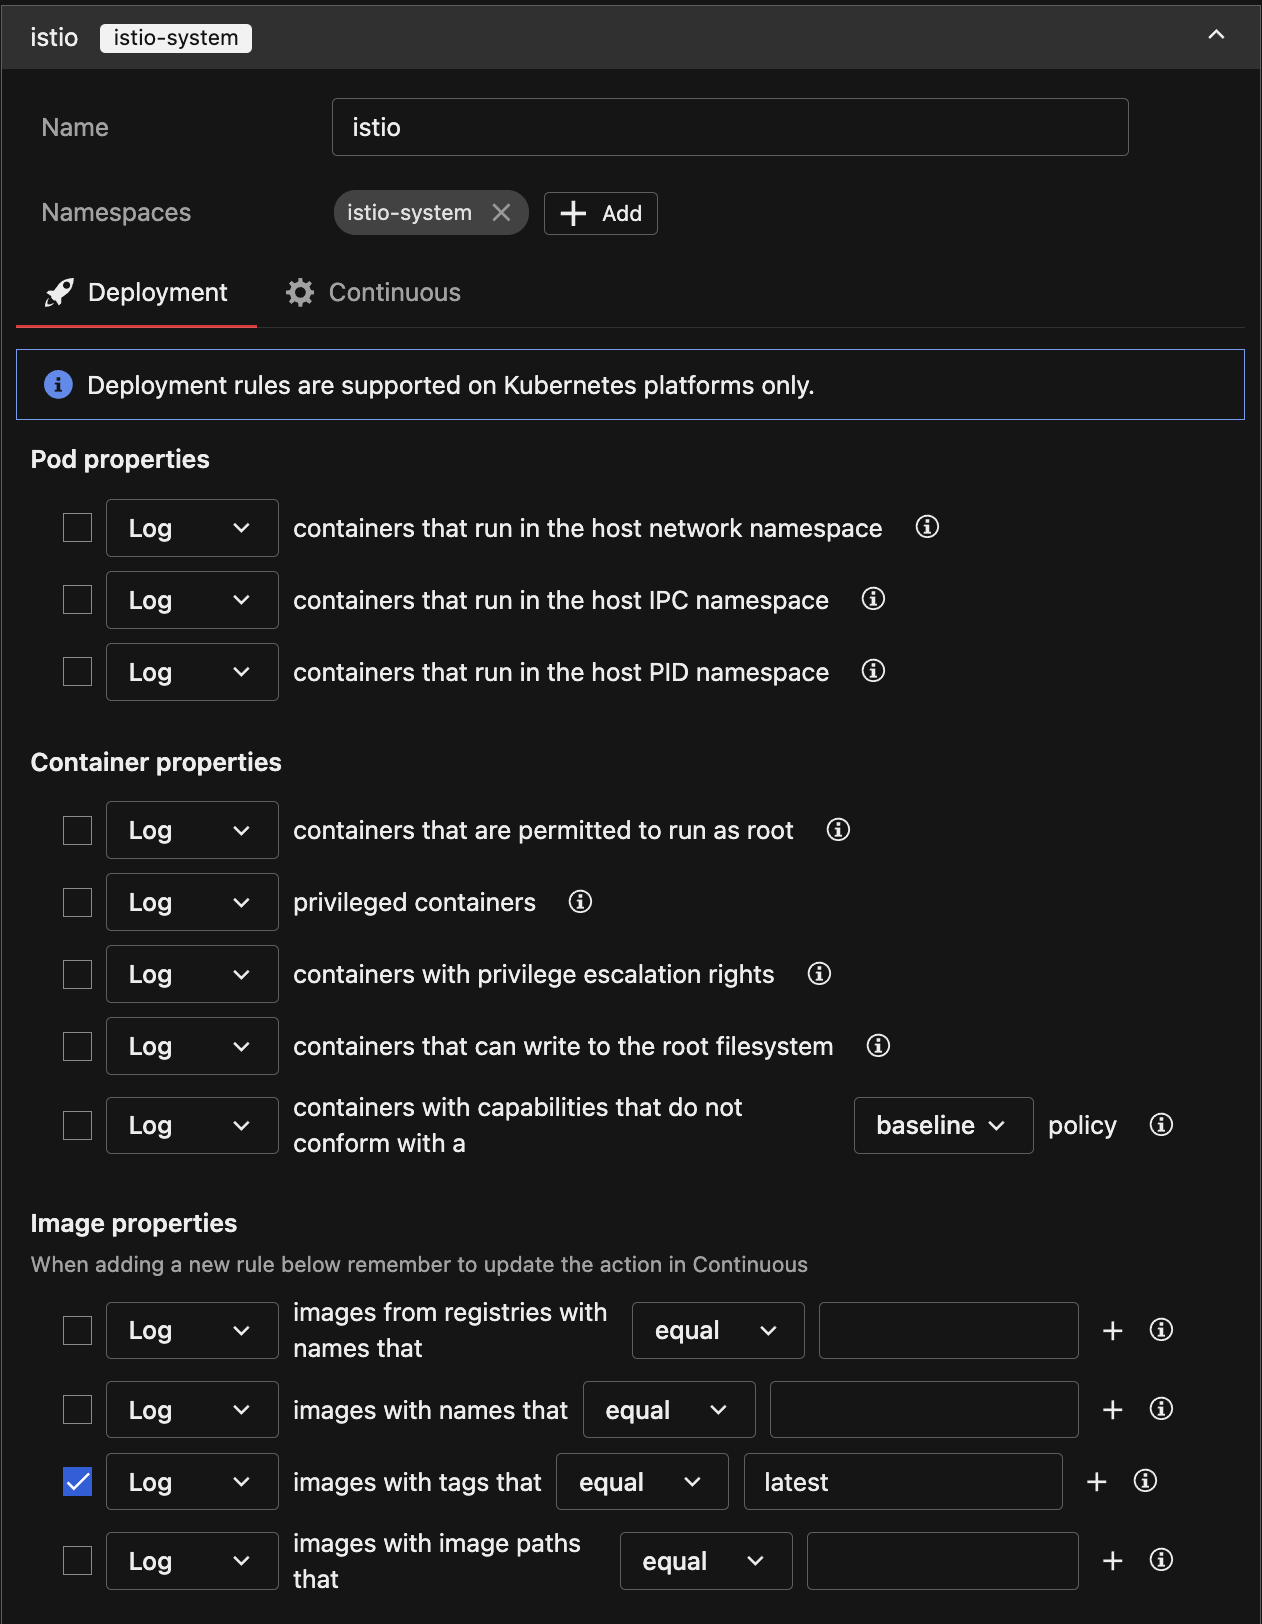 istio istio-system
Name istio
Namespaces istio-system Add
Deployment Continuous
Deployment rules are supported on Kubernetes platforms only.
Pod properties
Log containers that run in the host network namespace
Log containers that run in the host IPC namespace
Log containers that run in the host PID namespace
Container properties
Log containers that are permitted to run as root
Log privileged containers
Log containers with privilege escalation rights
Log containers that can write to the root filesystem
Log containers with capabilities that do not
conform with a baseline policy
Image properties
When adding a new rule below remember to update the action in Continuous
Log images from registries with
names that equal
Log images with names that equal
Log images with tags that equal latest
Log images with image paths
that equal